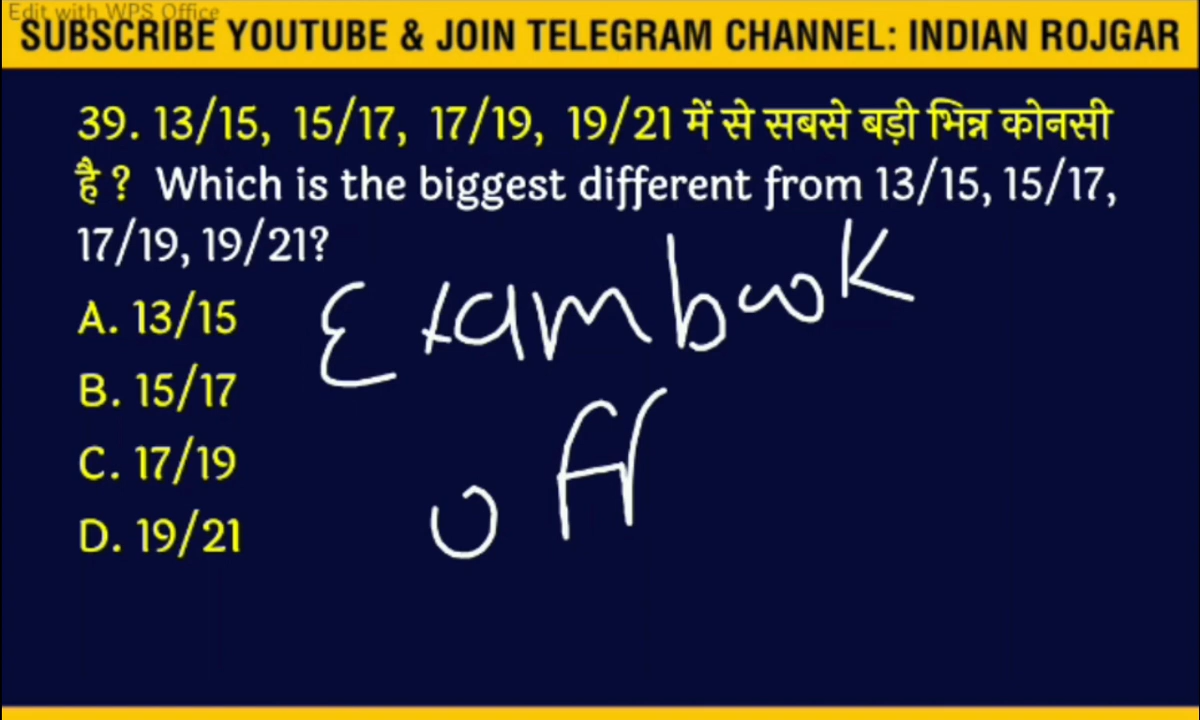 Edit with WPS Office
SUBSCRIBE YOUTUBE & JOIN TELEGRAM CHANNEL: INDIAN ROJGAR
39. 13/15, 15/17, 17/19, 19/21 में से सबसे बड़ी भिन्न कोनसी
है ? Which is the biggest different from 13/15, 15/17,
17/19, 19/21?
A. 13/15
B. 15/17
C. 17/19
D. 19/21
Exambook
off